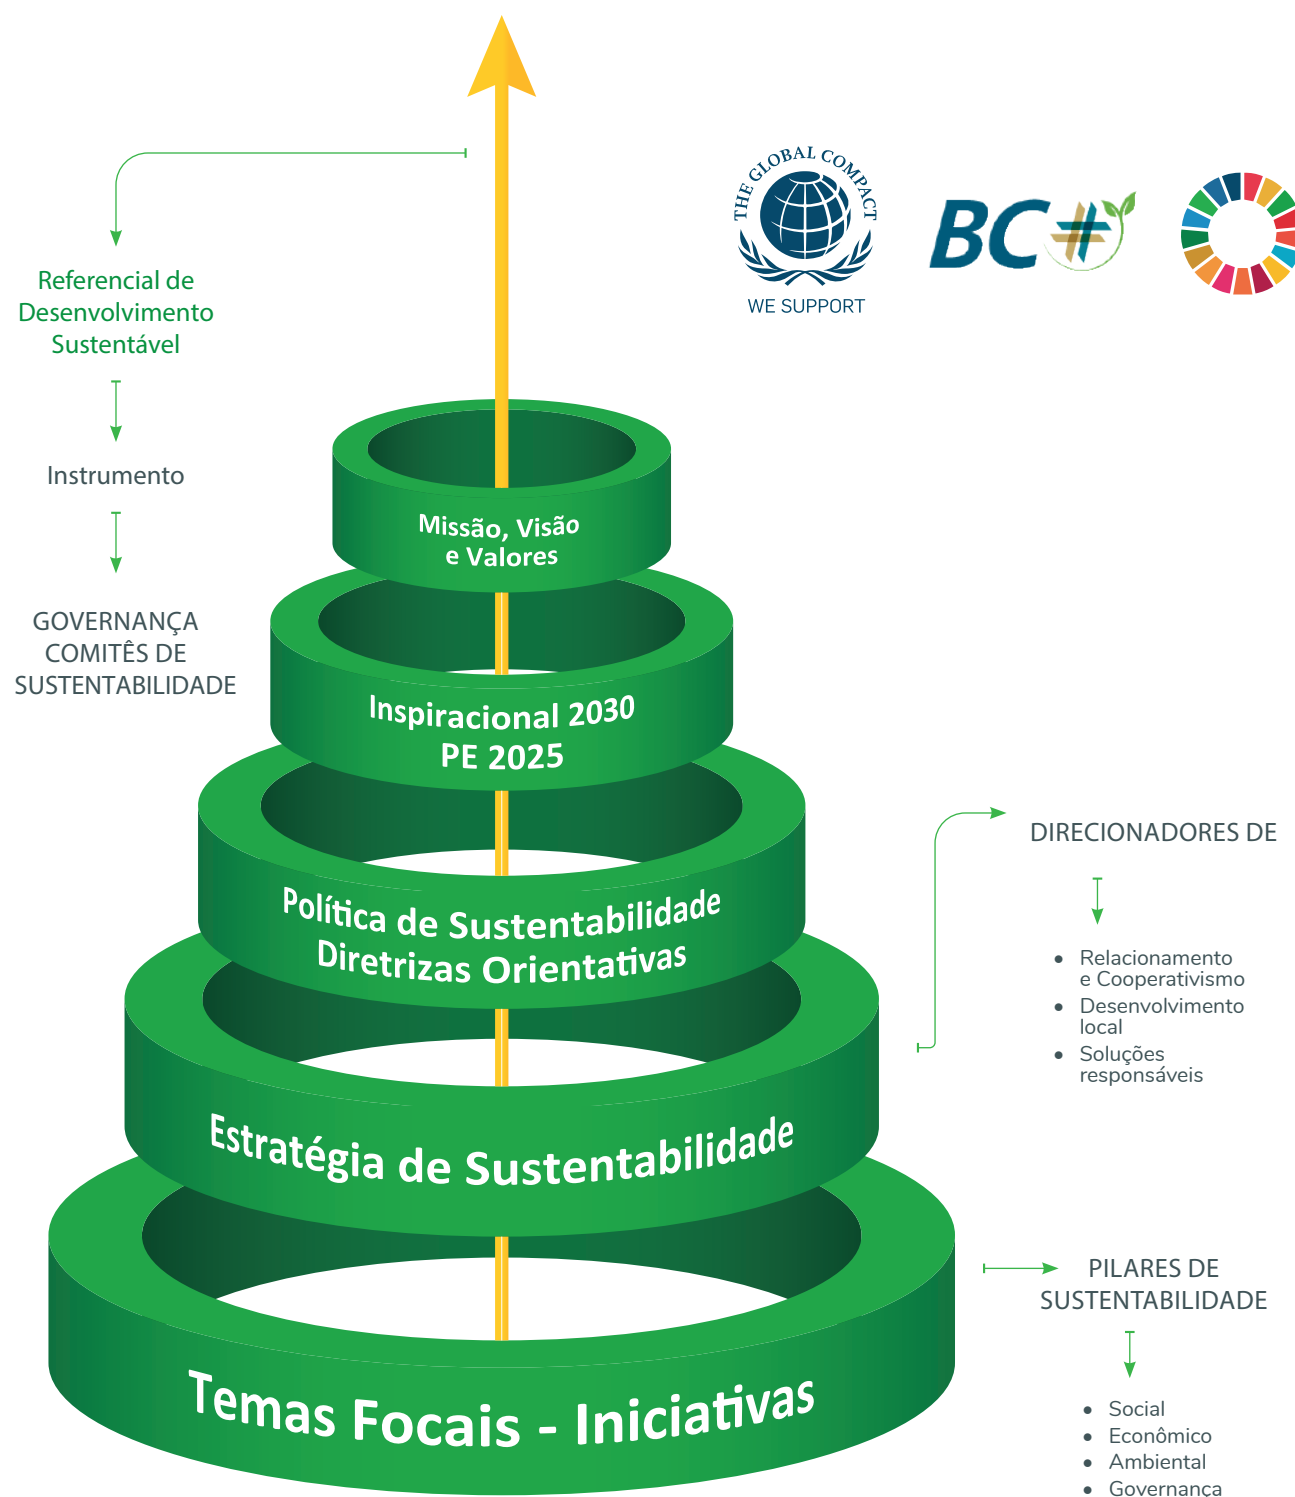 THE GLOBAL COMPACT
WE SUPPORT
BC#
Referencial de
Desenvolvimento
Sustentável
Instrumento
GOVERNANÇA
COMITÊS DE
SUSTENTABILIDADE
Missão, Visão
e Valores
Inspiracional 2030
PE 2025
Política de Sustentabilidade
Diretrizas Orientativas
Estratégia de Sustentabilidade
Temas Focais - Iniciativas
DIRECIONADORES DE
• Relacionamento
e Cooperativismo
• Desenvolvimento
local
• Soluções
responsáveis
PILARES DE
SUSTENTABILIDADE
• Social
• Econômico
• Ambiental
• Governança